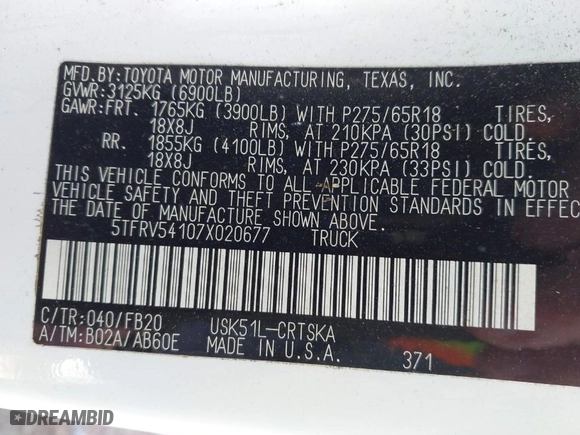 MFD.BY:TOYOTA MOTOR MANUFACTURING, TEXAS, INC.
GVWR:3125KG (6900LB)
GAWR:FRT. 1765KG (3900LB) WITH P275/65R18 TIRES,
18X8J RIMS, AT 210KPA (30PSI) COLD.
RR. 1855KG (4100LB) WITH P275/65R18 TIRES,
18X8J RIMS, AT 230KPA (33PSI) COLD.
THIS VEHICLE CONFORMS TO ALL APPLICABLE FEDERAL MOTOR
VEHICLE SAFETY AND THEFT PREVENTION STANDARDS IN EFFEC
THE DATE OF MANUFACTURE SHOWN ABOVE.
5TFRV54107X020677 TRUCK
C/TR:040/FB20 USK51L-CRTSKA
A/TM:B02A/AB60E MADE IN U.S.A. 371
DREAMBID